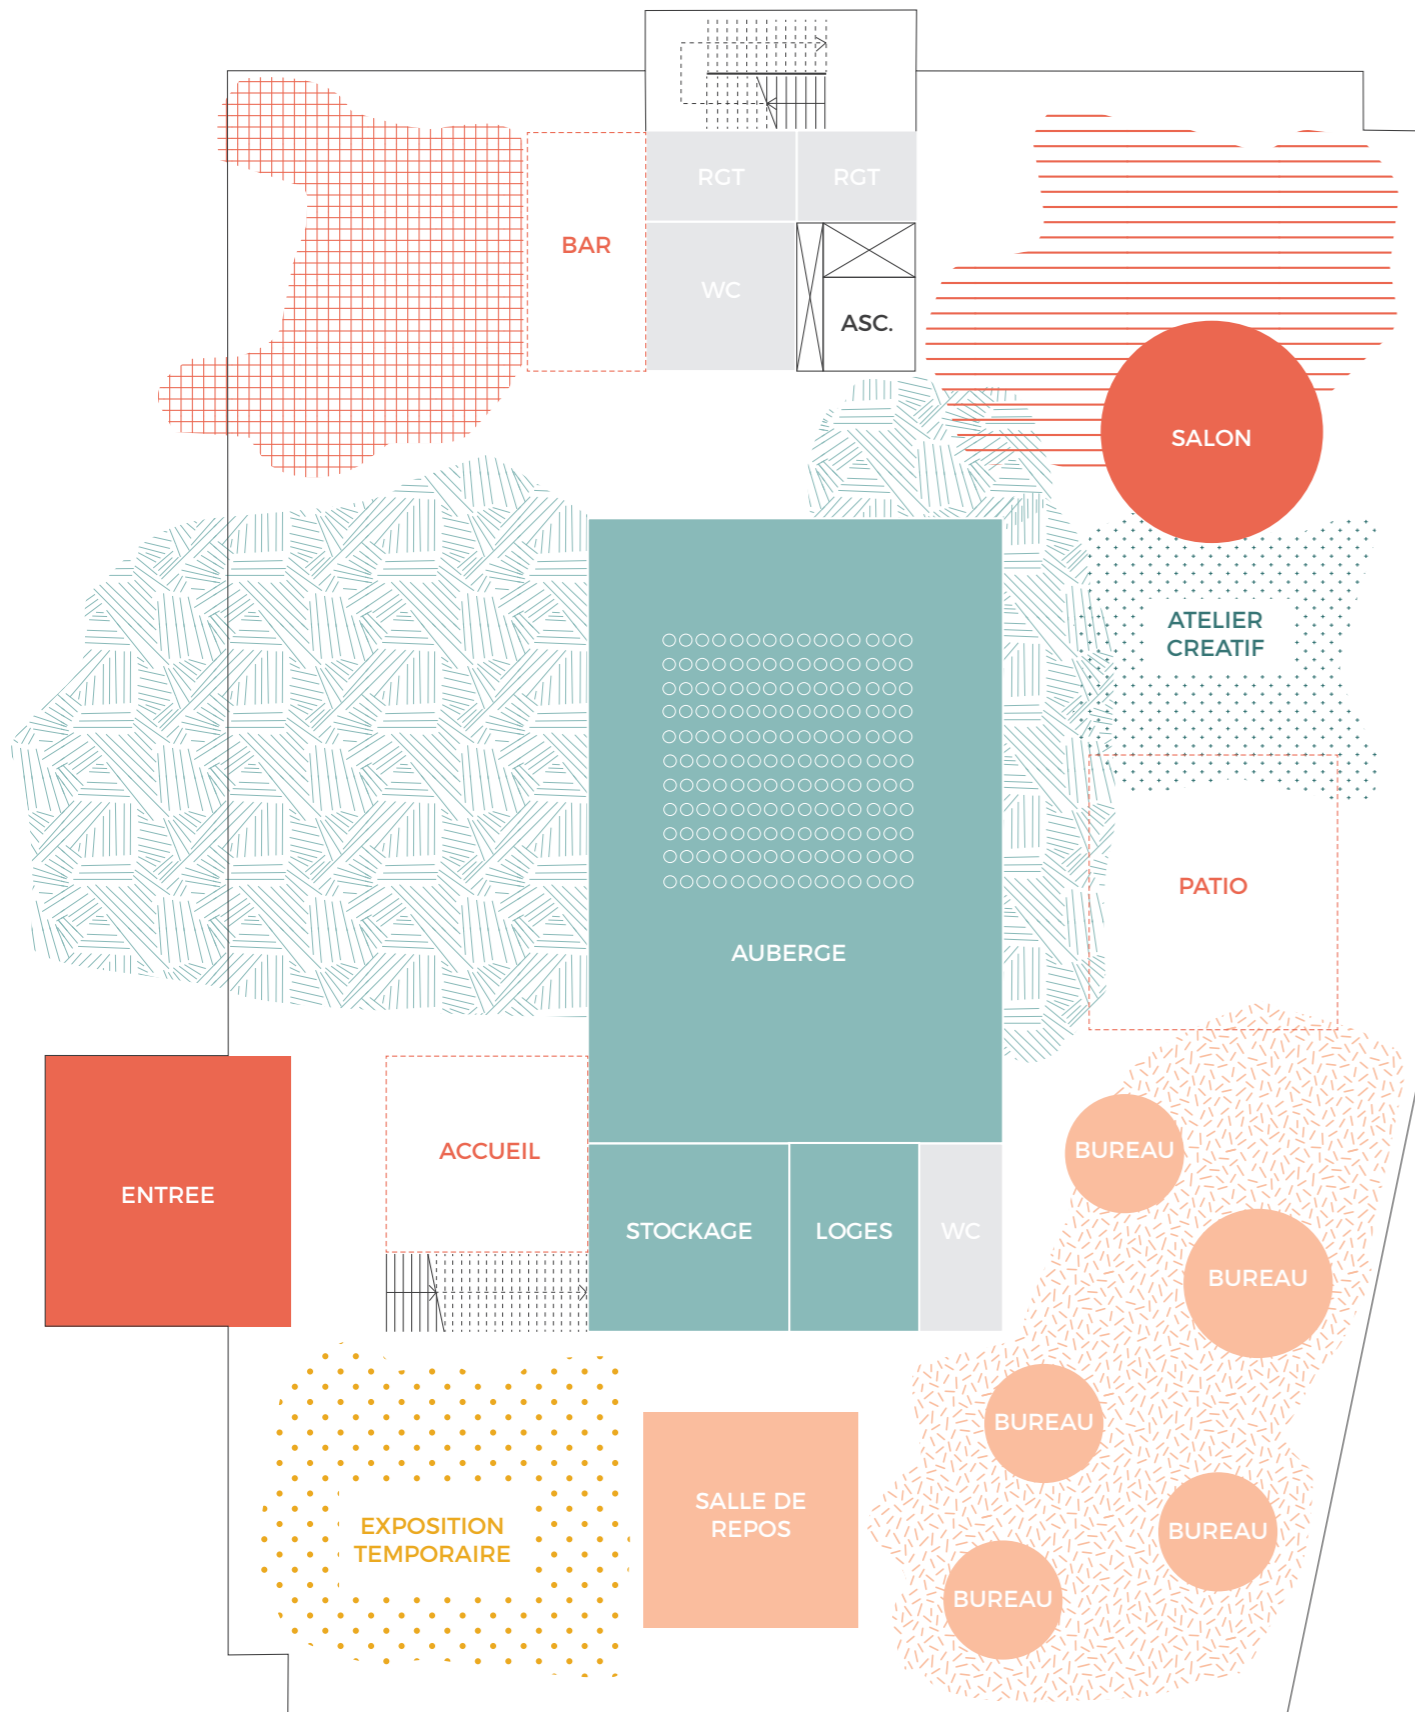 RGT
RGT
BAR
WC
ASC.
SALON
ATELIER
CREATIF
PATIO
AUBERGE
ACCUEIL
BUREAU
ENTREE
STOCKAGE
LOGES
WC
BUREAU
BUREAU
SALLE DE
REPOS
EXPOSITION
TEMPORAIRE
BUREAU
BUREAU